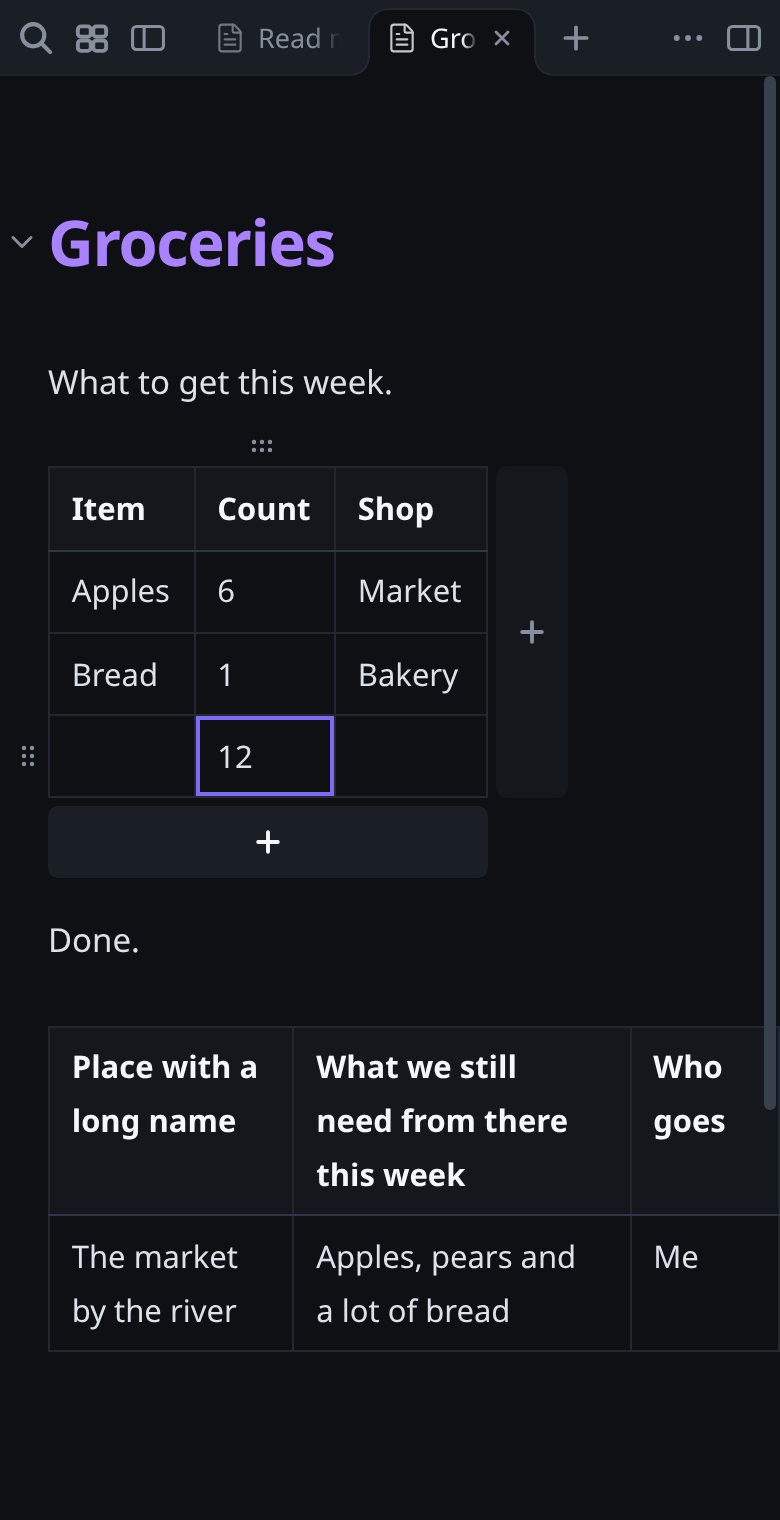 Read
Gro
Groceries
What to get this week.
Item Count Shop
Apples 6 Market
Bread 1 Bakery
12
Done.
Place with a long name What we still need from there this week Who goes
The market by the river Apples, pears and a lot of bread Me